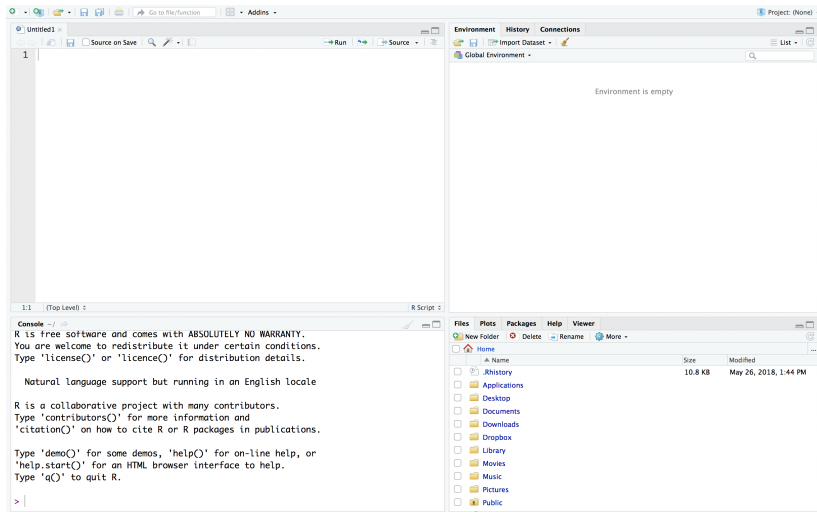 Go to file/function Addins Project: (None)
Untitled1
Source on Save Run Source
1
1:1 (Top Level) R Script
Console ~/
R is free software and comes with ABSOLUTELY NO WARRANTY.
You are welcome to redistribute it under certain conditions.
Type 'license()' or 'licence()' for distribution details.
Natural language support but running in an English locale
R is a collaborative project with many contributors.
Type 'contributors()' for more information and
'citation()' on how to cite R or R packages in publications.
Type 'demo()' for some demos, 'help()' for on-line help, or
'help.start()' for an HTML browser interface to help.
Type 'q()' to quit R.
>
Environment History Connections
Import Dataset List
Global Environment
Environment is empty
Files Plots Packages Help Viewer
New Folder Delete Rename More
Home ...
Name Size Modified
.Rhistory 10.8 KB May 26, 2018, 1:44 PM
Applications
Desktop
Documents
Downloads
Dropbox
Library
Movies
Music
Pictures
Public